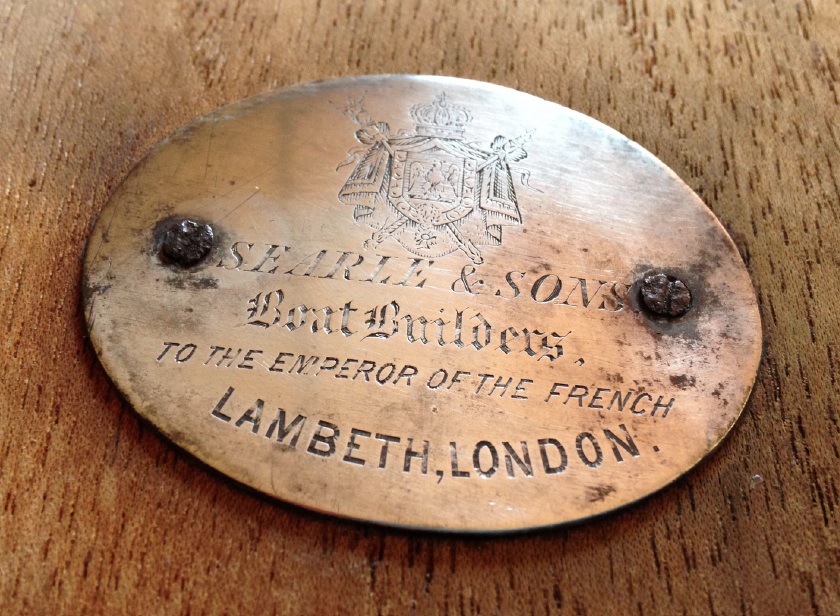 SEARLE & SONS.
Boat Builders,
TO THE EMPEROR OF THE FRENCH
LAMBETH, LONDON.